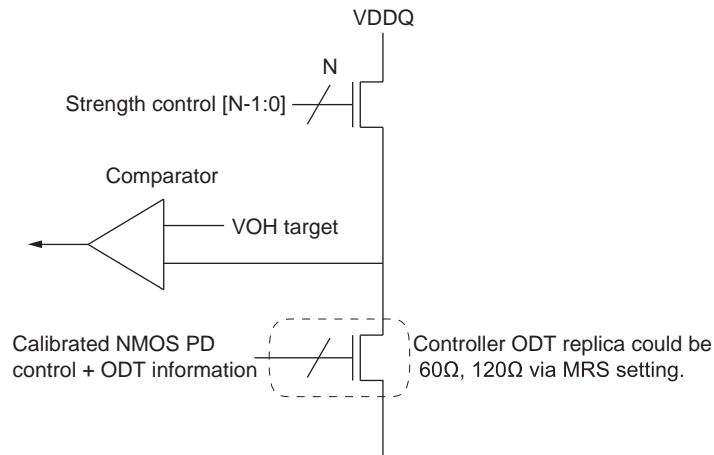 VDDQ
N
Strength control [N-1:0]
Comparator
VOH target
Calibrated NMOS PD
control + ODT information
Controller ODT replica could be
60Ω, 120Ω via MRS setting.